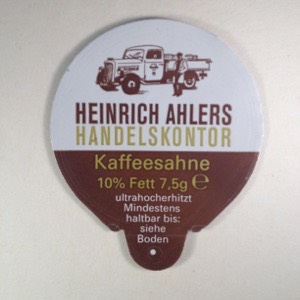 HEINRICH AHLERS
HANDELSKONTOR
Kaffeesahne
10% Fett 7,5g ℮
ultrahocherhitzt
Mindestens
haltbar bis:
siehe
Boden